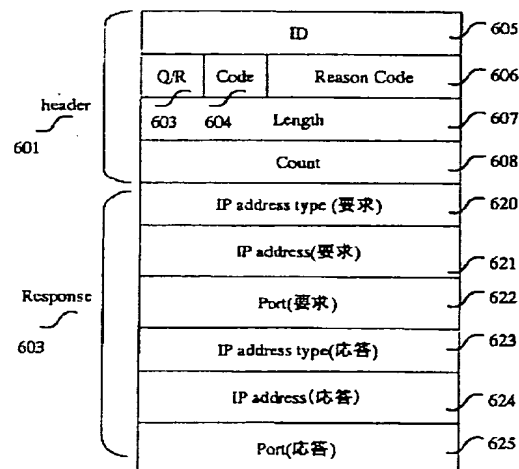 ID 605
Q/R Code Reason Code 606
header 603 604 Length 607
601
Count 608
IP address type (要求) 620
IP address(要求) 621
Response Port(要求) 622
603
IP address type(応答) 623
IP address(応答) 624
Port(応答) 625